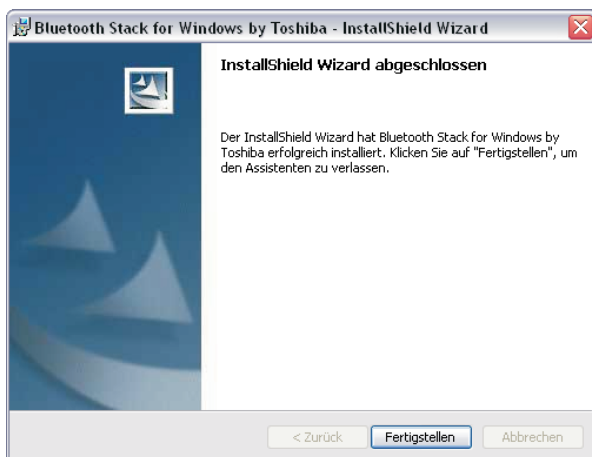 Bluetooth Stack for Windows by Toshiba - InstallShield Wizard
InstallShield Wizard abgeschlossen
Der InstallShield Wizard hat Bluetooth Stack for Windows by
Toshiba erfolgreich installiert. Klicken Sie auf "Fertigstellen", um
den Assistenten zu verlassen.
< Zurück Fertigstellen Abbrechen